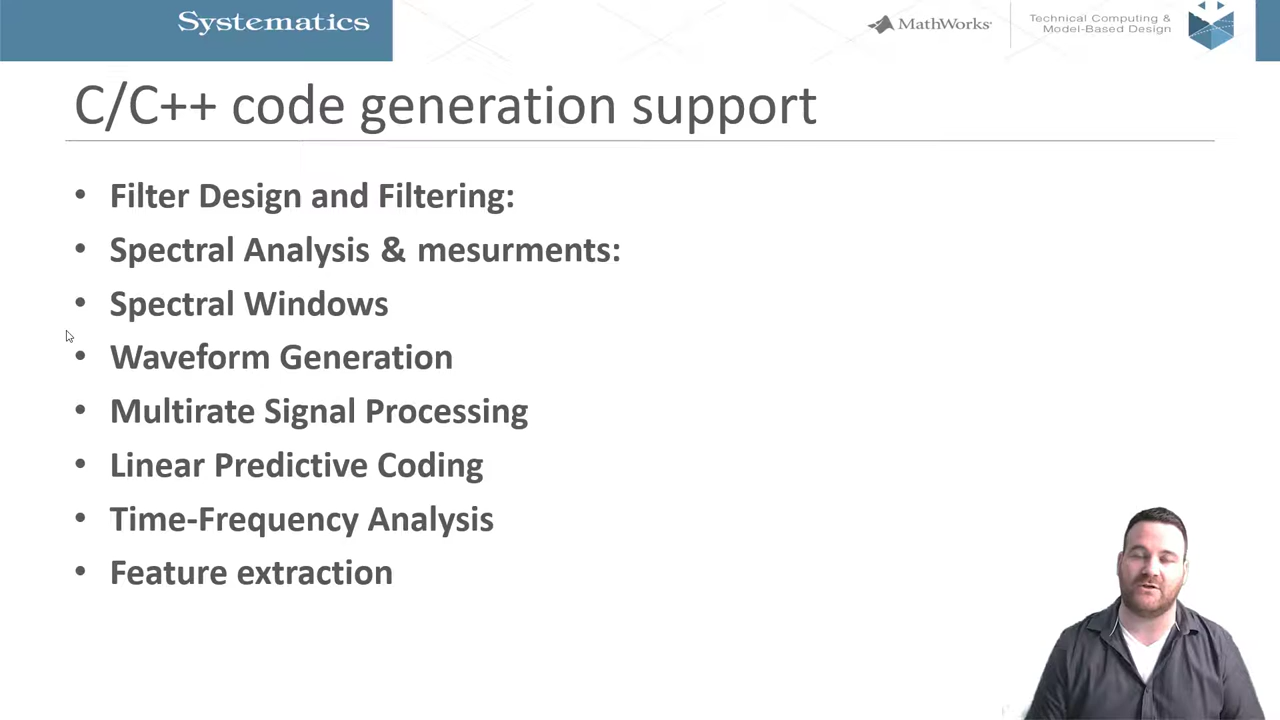 Systematics
MathWorks
Technical Computing &
Model-Based Design
C/C++ code generation support
• Filter Design and Filtering:
• Spectral Analysis & mesurments:
• Spectral Windows
• Waveform Generation
• Multirate Signal Processing
• Linear Predictive Coding
• Time-Frequency Analysis
• Feature extraction